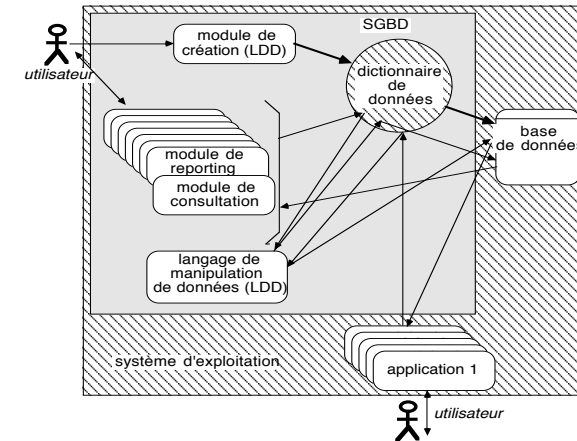 SGBD
module de
création (LDD)
utilisateur
dictionnaire
de
données
base
de données
module de
reporting
module de
consultation
langage de
manipulation
de données (LDD)
système d'exploitation
application 1
utilisateur